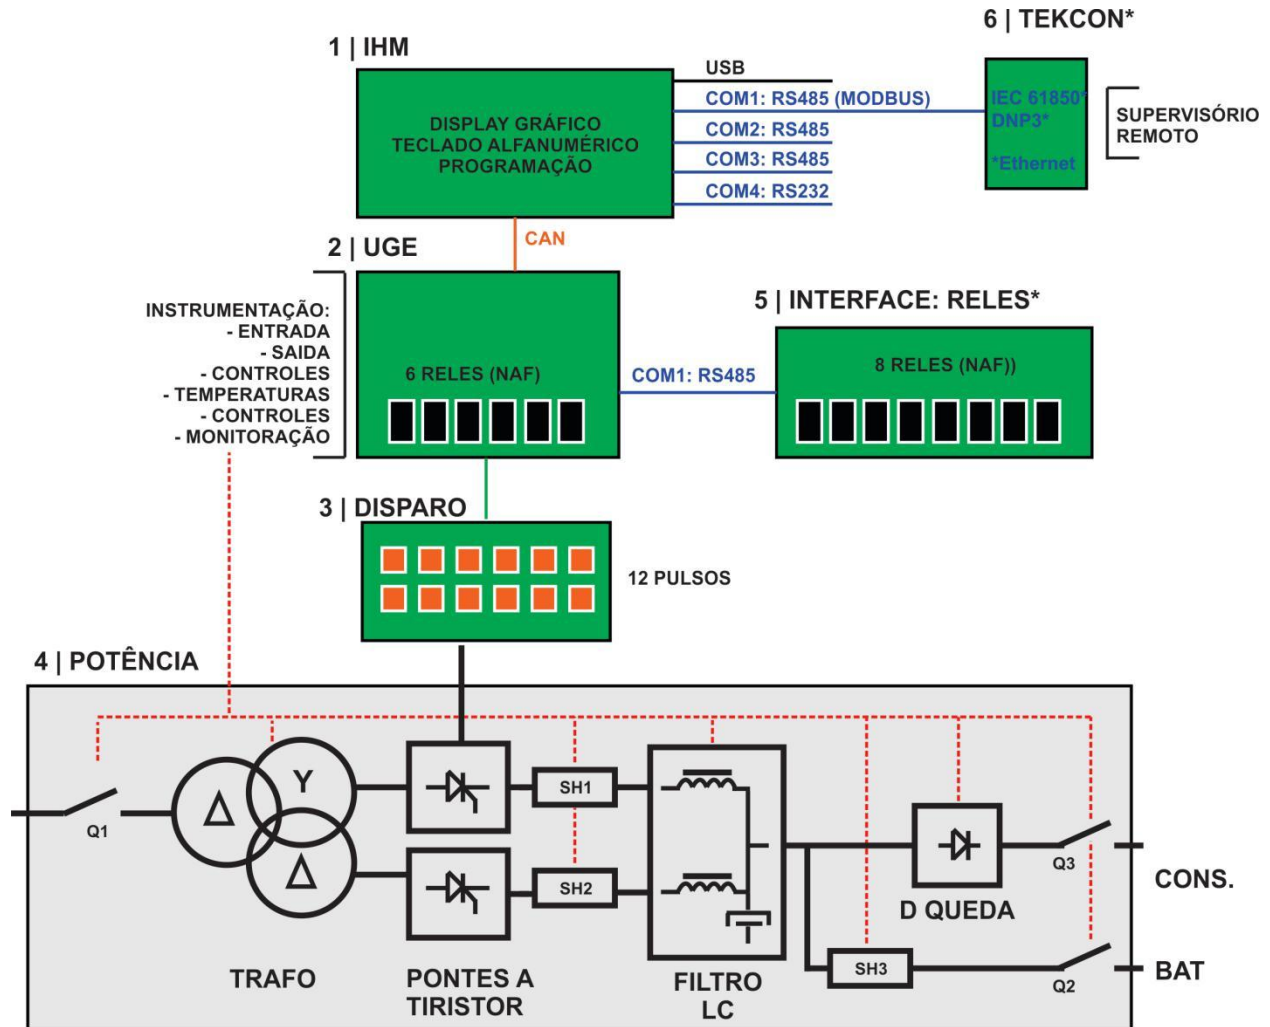 6 | TEKCON*
1 | IHM
DISPLAY GRÁFICO
TECLADO ALFANUMÉRICO
PROGRAMAÇÃO
USB
COM1: RS485 (MODBUS)
COM2: RS485
COM3: RS485
COM4: RS232
IEC 61850*
DNP3*
*Ethernet
SUPERVISÓRIO
REMOTO
CAN
2 | UGE
INSTRUMENTAÇÃO:
- ENTRADA
- SAIDA
- CONTROLES
- TEMPERATURAS
- CONTROLES
- MONITORAÇÃO
6 RELES (NAF)
COM1: RS485
5 | INTERFACE: RELES*
8 RELES (NAF))
3 | DISPARO
12 PULSOS
4 | POTÊNCIA
Q1
Δ
Y
Δ
SH1
SH2
SH3
Q3
Q2
D QUEDA
CONS.
BAT
TRAFO
PONTES A
TIRISTOR
FILTRO
LC